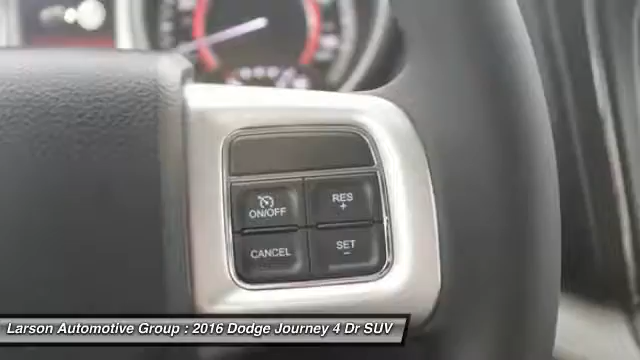 ON/OFF
RES
+
CANCEL
SET
-
Larson Automotive Group : 2016 Dodge Journey 4 Dr SUV